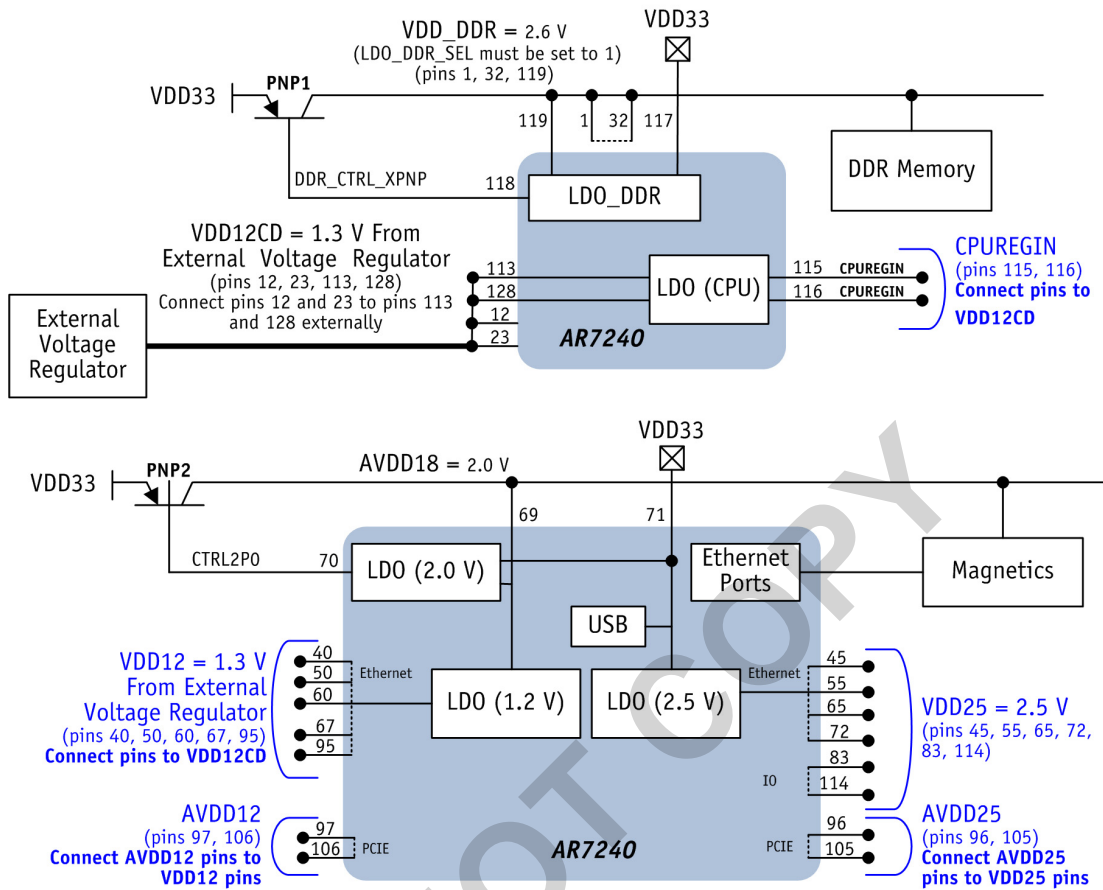 VDD_DDR = 2.6 V
(LDO_DDR_SEL must be set to 1)
(pins 1, 32, 119)
VDD33
PNP1
VDD33
119
1
32
117
DDR Memory
DDR_CTRL_XPNP
118
LDO_DDR
VDD12CD = 1.3 V From
External Voltage Regulator
(pins 12, 23, 113, 128)
Connect pins 12 and 23 to pins 113
and 128 externally
113
128
12
23
LDO (CPU)
115
CPUREGIN
116
CPUREGIN
CPUREGIN
(pins 115, 116)
Connect pins to
VDD12CD
External
Voltage
Regulator
AR7240
VDD33
PNP2
VDD33
AVDD18 = 2.0 V
69
71
CTRL2P0
70
LDO (2.0 V)
Ethernet
Ports
Magnetics
USB
VDD12 = 1.3 V
From External
Voltage Regulator
(pins 40, 50, 60, 67, 95)
Connect pins to VDD12CD
40
50
60
67
95
Ethernet
LDO (1.2 V)
LDO (2.5 V)
Ethernet
45
55
65
72
83
IO
114
VDD25 = 2.5 V
(pins 45, 55, 65, 72,
83, 114)
AVDD12
(pins 97, 106)
Connect AVDD12 pins to
VDD12 pins
97
106
PCIE
AR7240
PCIE
96
105
AVDD25
(pins 96, 105)
Connect AVDD25
pins to VDD25 pins
OT COPY